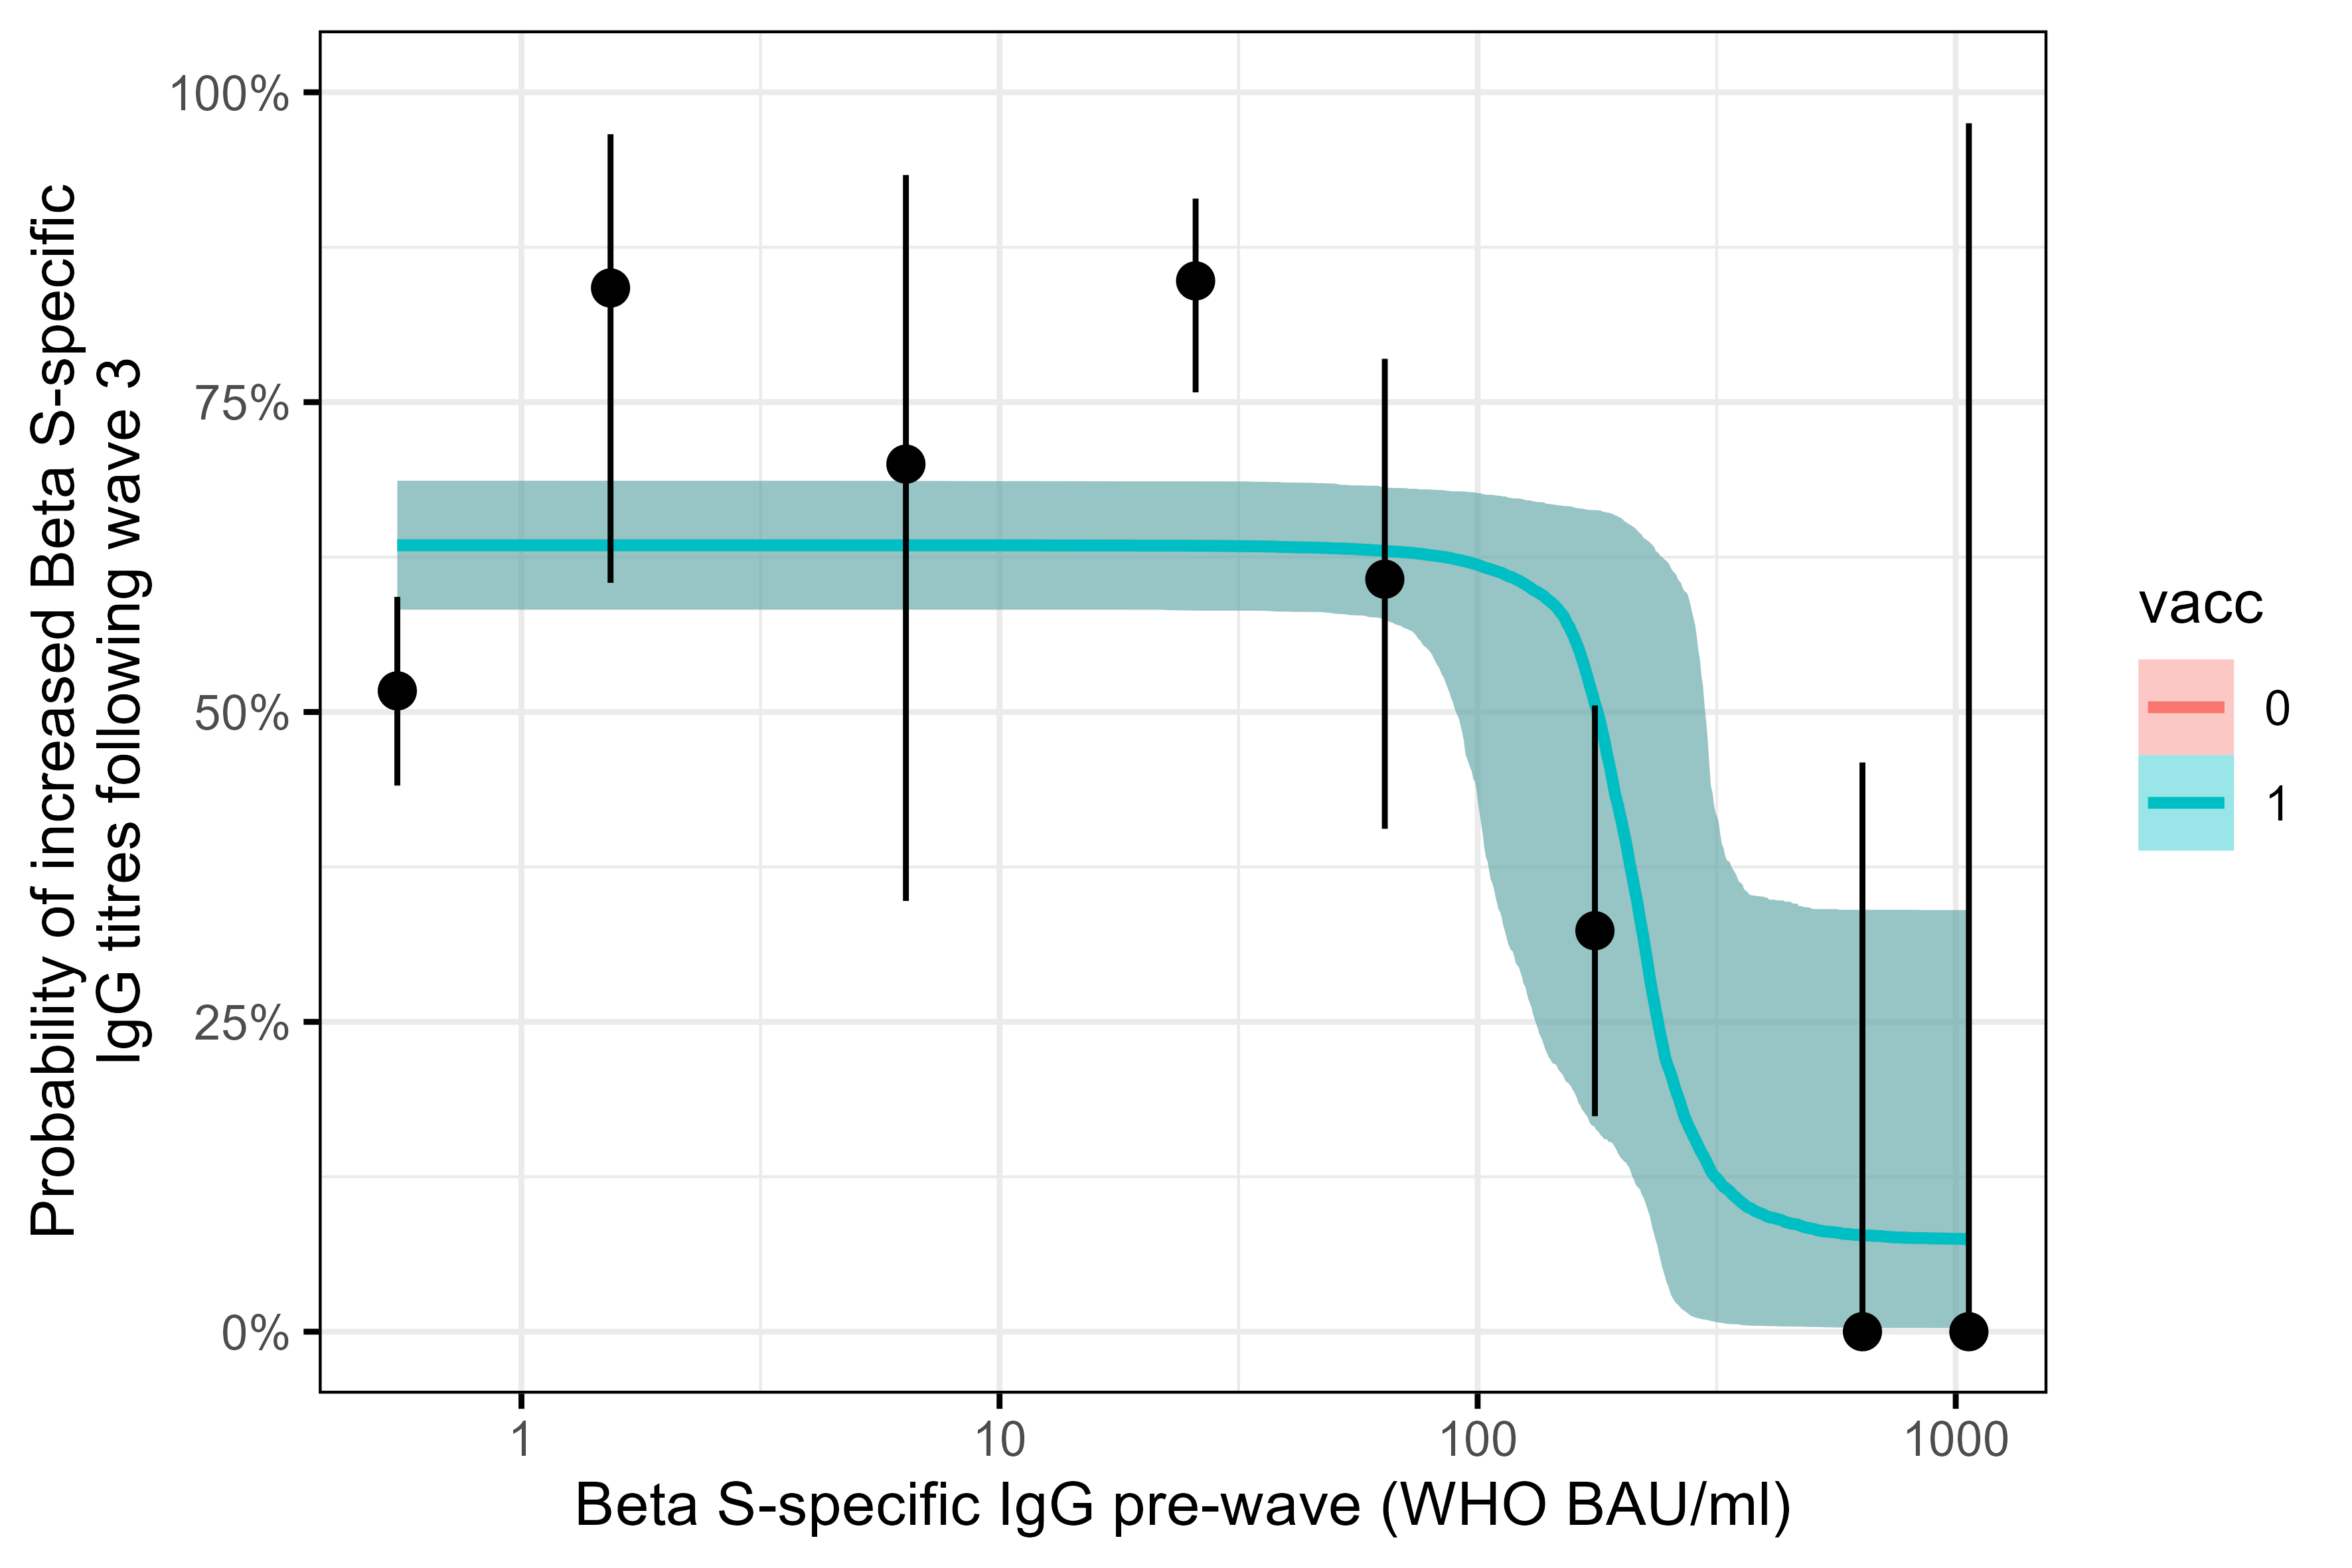 Probability of increased Beta S-specific
IgG titres following wave 3
100%
75%
50%
25%
0%
1
10
100
1000
Beta S-specific IgG pre-wave (WHO BAU/ml)
vacc
0
1